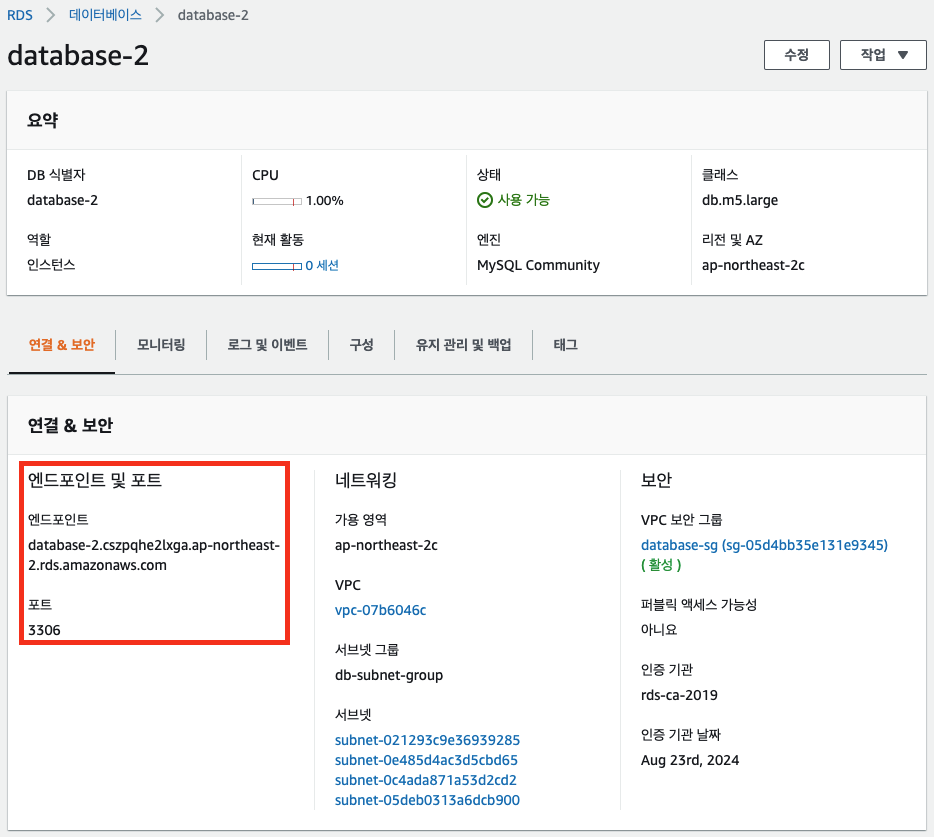 RDS > 데이터베이스 > database-2
database-2
수정
작업 ▼
요약
DB 식별자
database-2
CPU
1.00%
상태
사용 가능
클래스
db.m5.large
역할
인스턴스
현재 활동
0 세션
엔진
MySQL Community
리전 및 AZ
ap-northeast-2c
연결 & 보안
모니터링
로그 및 이벤트
구성
유지 관리 및 백업
태그
연결 & 보안
엔드포인트 및 포트
엔드포인트
database-2.cszpqhe2lxga.ap-northeast-
2.rds.amazonaws.com
포트
3306
네트워킹
가용 영역
ap-northeast-2c
VPC
vpc-07b6046c
서브넷 그룹
db-subnet-group
서브넷
subnet-021293c9e36939285
subnet-0e485d4ac3d5cbd65
subnet-0c4ada871a53d2cd2
subnet-05deb0313a6dcb900
보안
VPC 보안 그룹
database-sg (sg-05d4bb35e131e9345)
( 활성 )
퍼블릭 액세스 가능성
아니요
인증 기관
rds-ca-2019
인증 기관 날짜
Aug 23rd, 2024